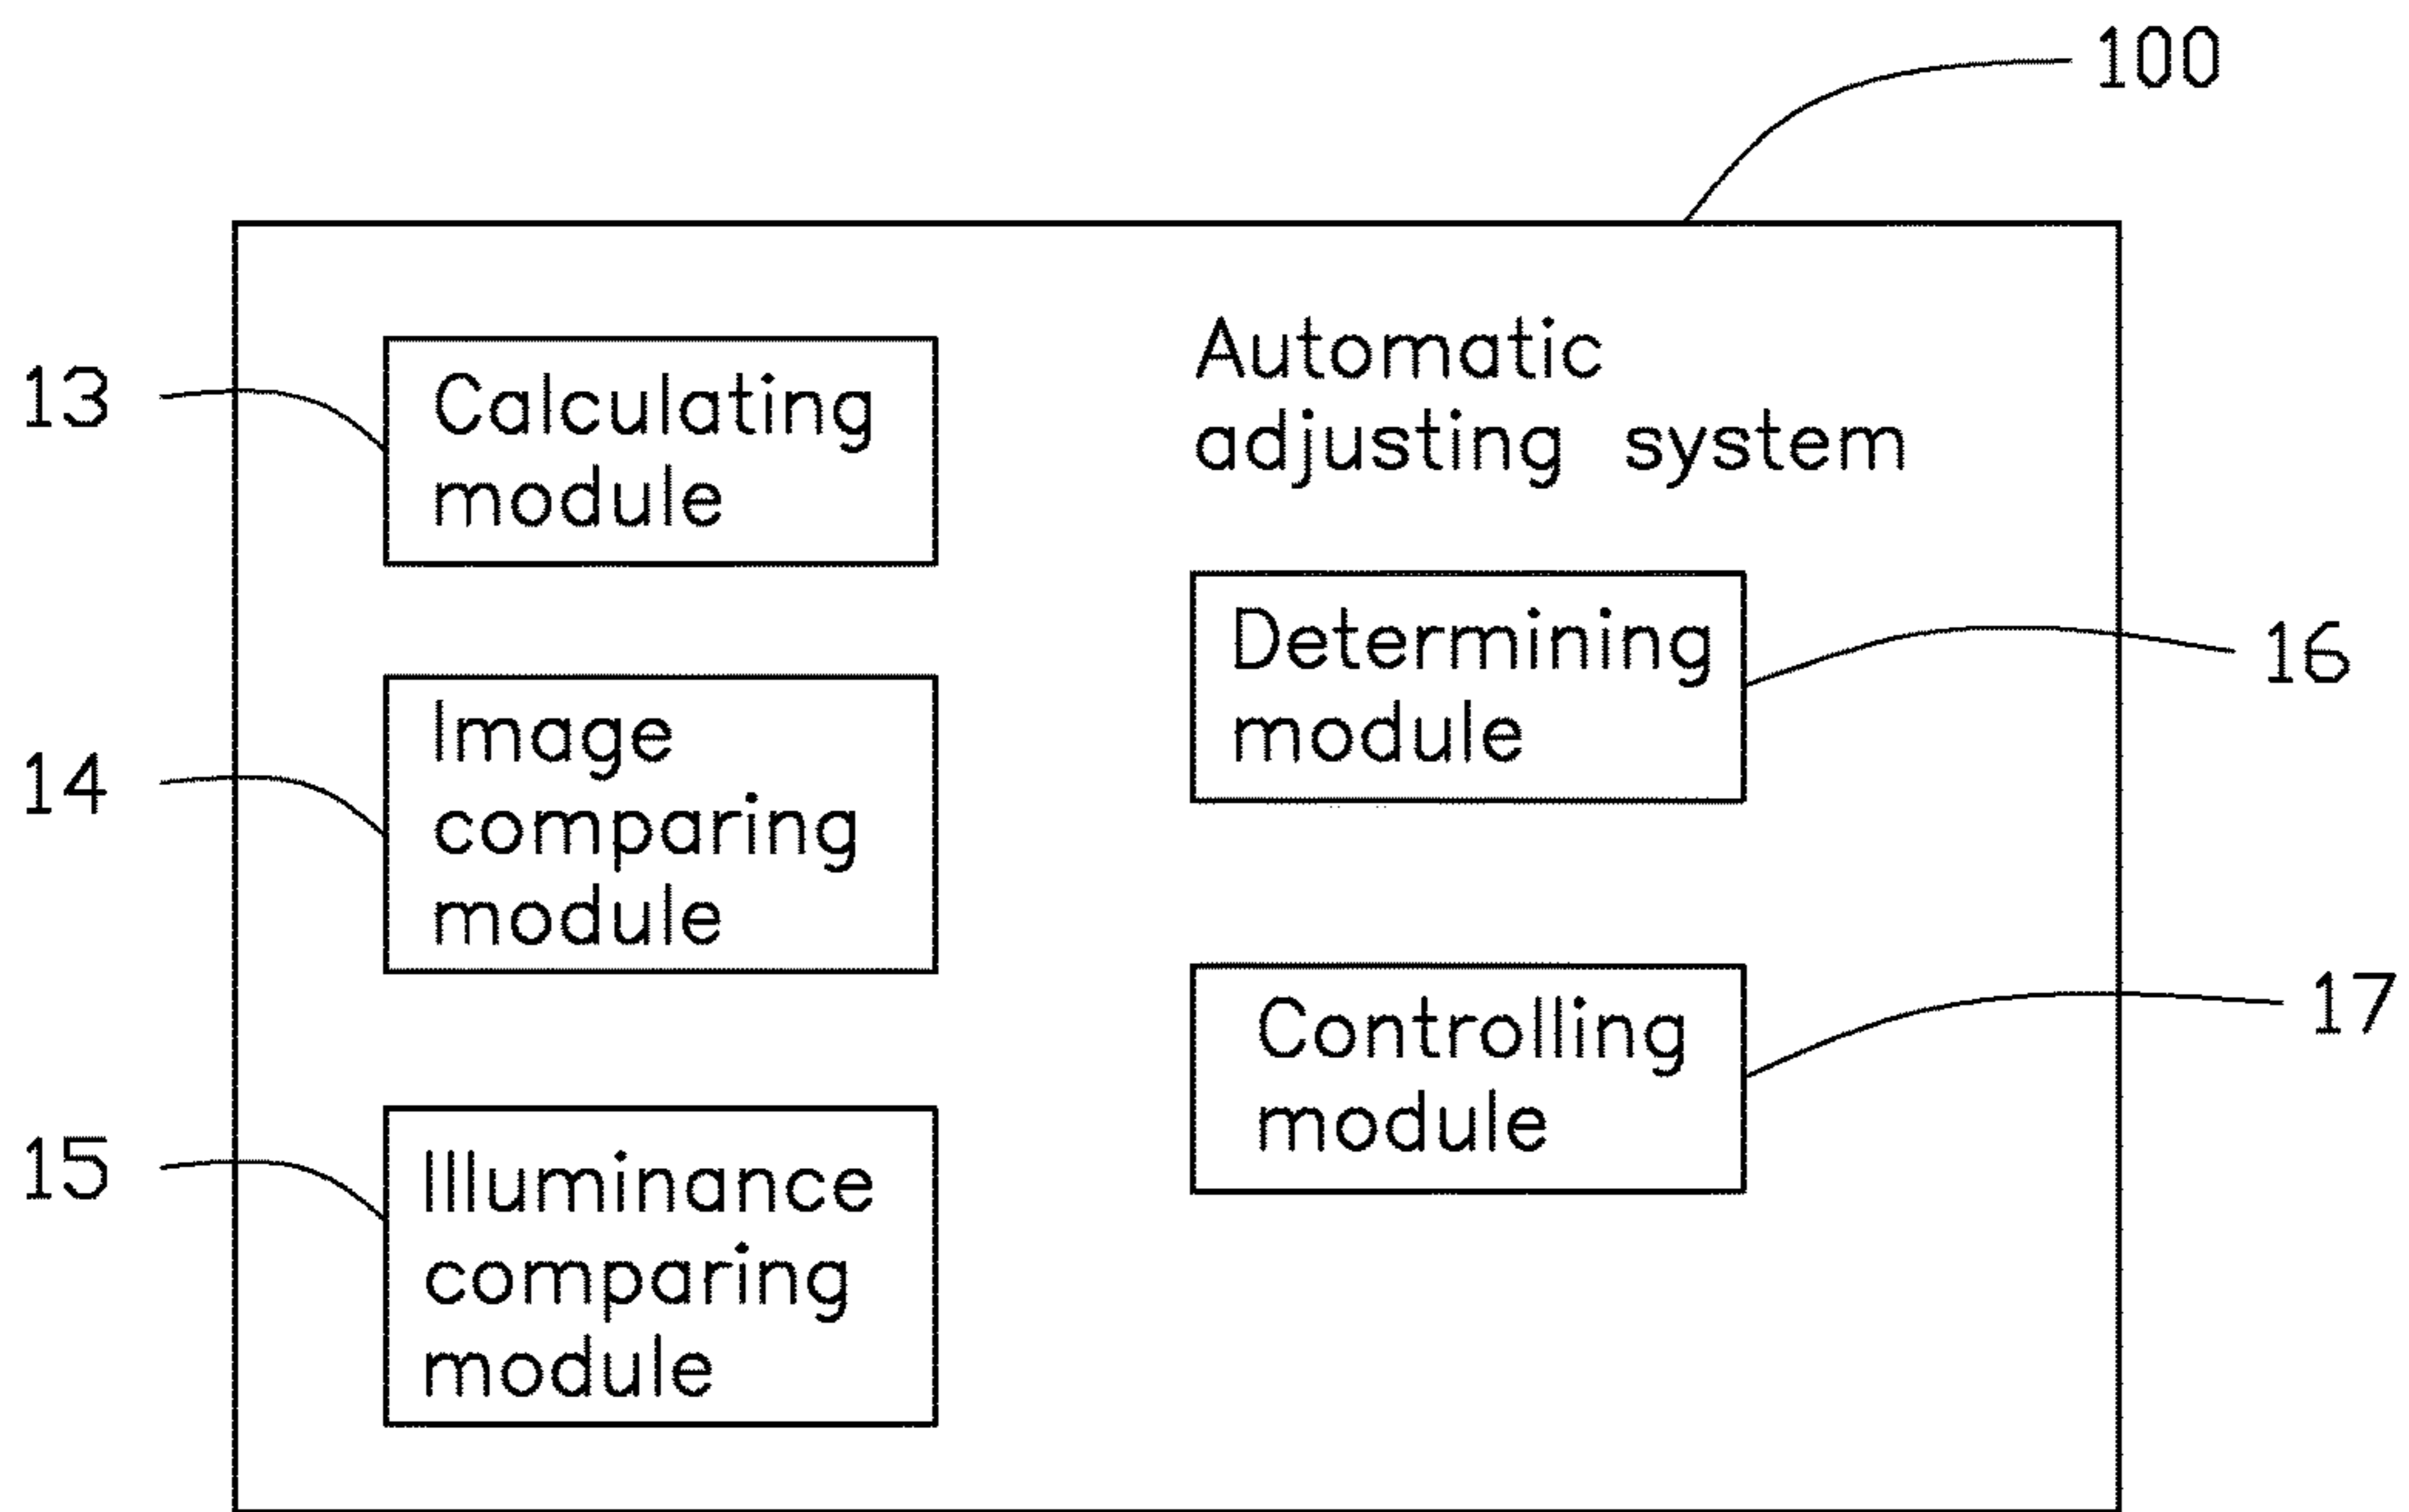 100
Automatic
adjusting system
13
Calculating
module
14
Image
comparing
module
15
Illuminance
comparing
module
Determining
module
16
Controlling
module
17